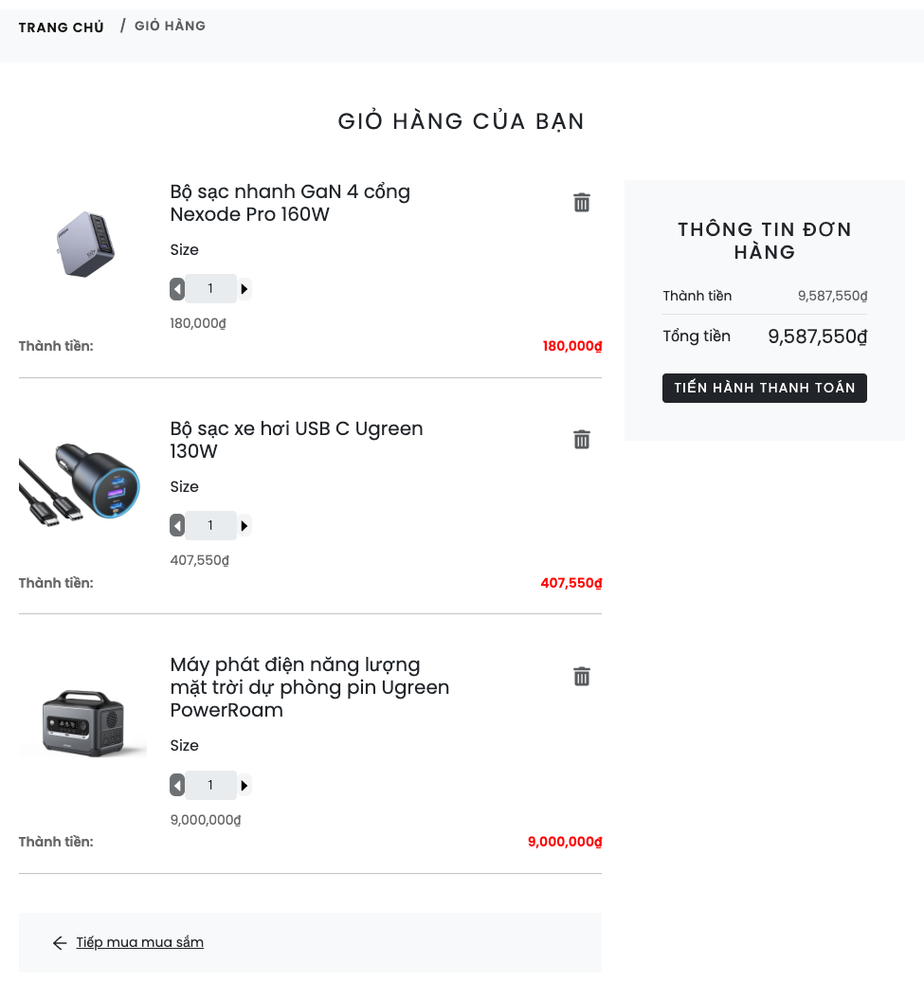 TRANG CHỦ / GIỎ HÀNG
GIỎ HÀNG CỦA BẠN
Bộ sạc nhanh GaN 4 cổng
Nexode Pro 160W
Size
1
180,000₫
Thành tiền: 180,000₫
Bộ sạc xe hơi USB C Ugreen
130W
Size
1
407,550₫
Thành tiền: 407,550₫
Máy phát điện năng lượng
mặt trời dự phòng pin Ugreen
PowerRoam
Size
1
9,000,000₫
Thành tiền: 9,000,000₫
Tiếp mua mua sắm
THÔNG TIN ĐƠN
HÀNG
Thành tiền 9,587,550₫
Tổng tiền 9,587,550₫
TIẾN HÀNH THANH TOÁN